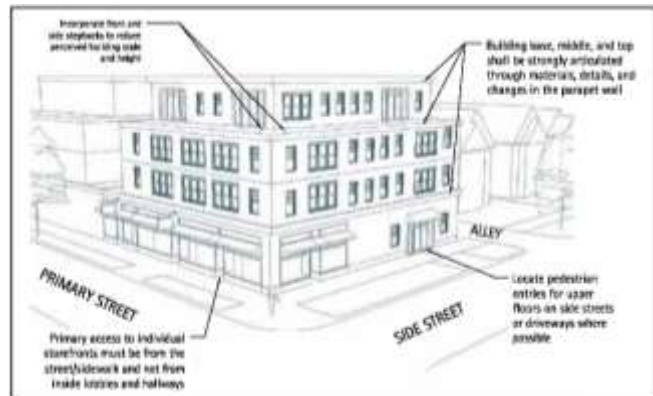 Incorporate front and
side stepbacks to reduce
perceived building scale
and height
Building base, middle, and top
shall be strongly articulated
through materials, details, and
changes in the parapet wall
ALLEY
PRIMARY STREET
SIDE STREET
Locate pedestrian
entries for upper
floors on side streets
or driveways where
possible
Primary access to individual
storefronts must be from the
street/sidewalk and not from
inside lobbies and hallways